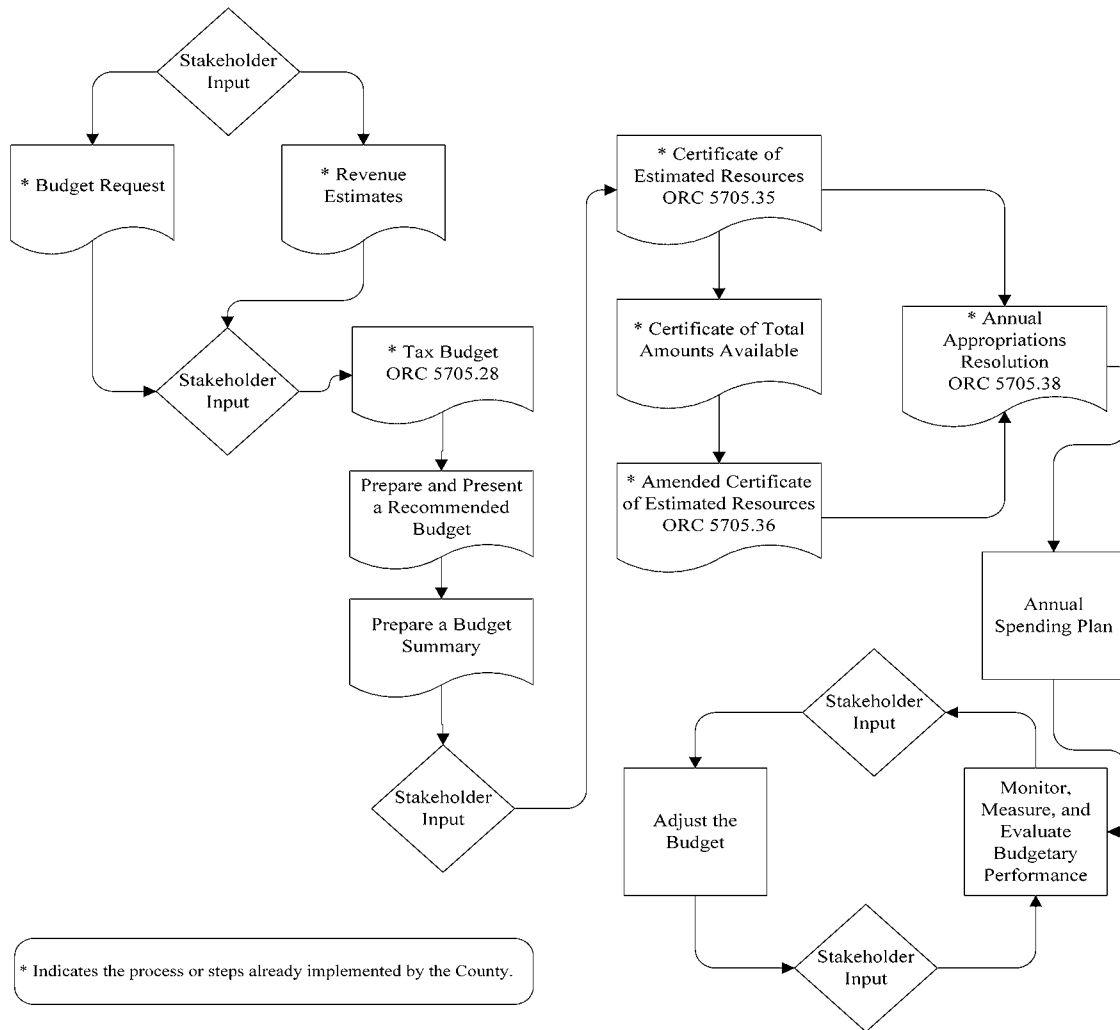 Stakeholder
Input
* Budget Request
* Revenue
Estimates
Stakeholder
Input
* Tax Budget
ORC 5705.28
Prepare and Present
a Recommended
Budget
Prepare a Budget
Summary
Stakeholder
Input
* Certificate of
Estimated Resources
ORC 5705.35
* Certificate of Total
Amounts Available
* Amended Certificate
of Estimated Resources
ORC 5705.36
* Annual
Appropriations
Resolution
ORC 5705.38
Annual
Spending Plan
Monitor,
Measure, and
Evaluate
Budgetary
Performance
Stakeholder
Input
Adjust the
Budget
Stakeholder
Input
* Indicates the process or steps already implemented by the County.